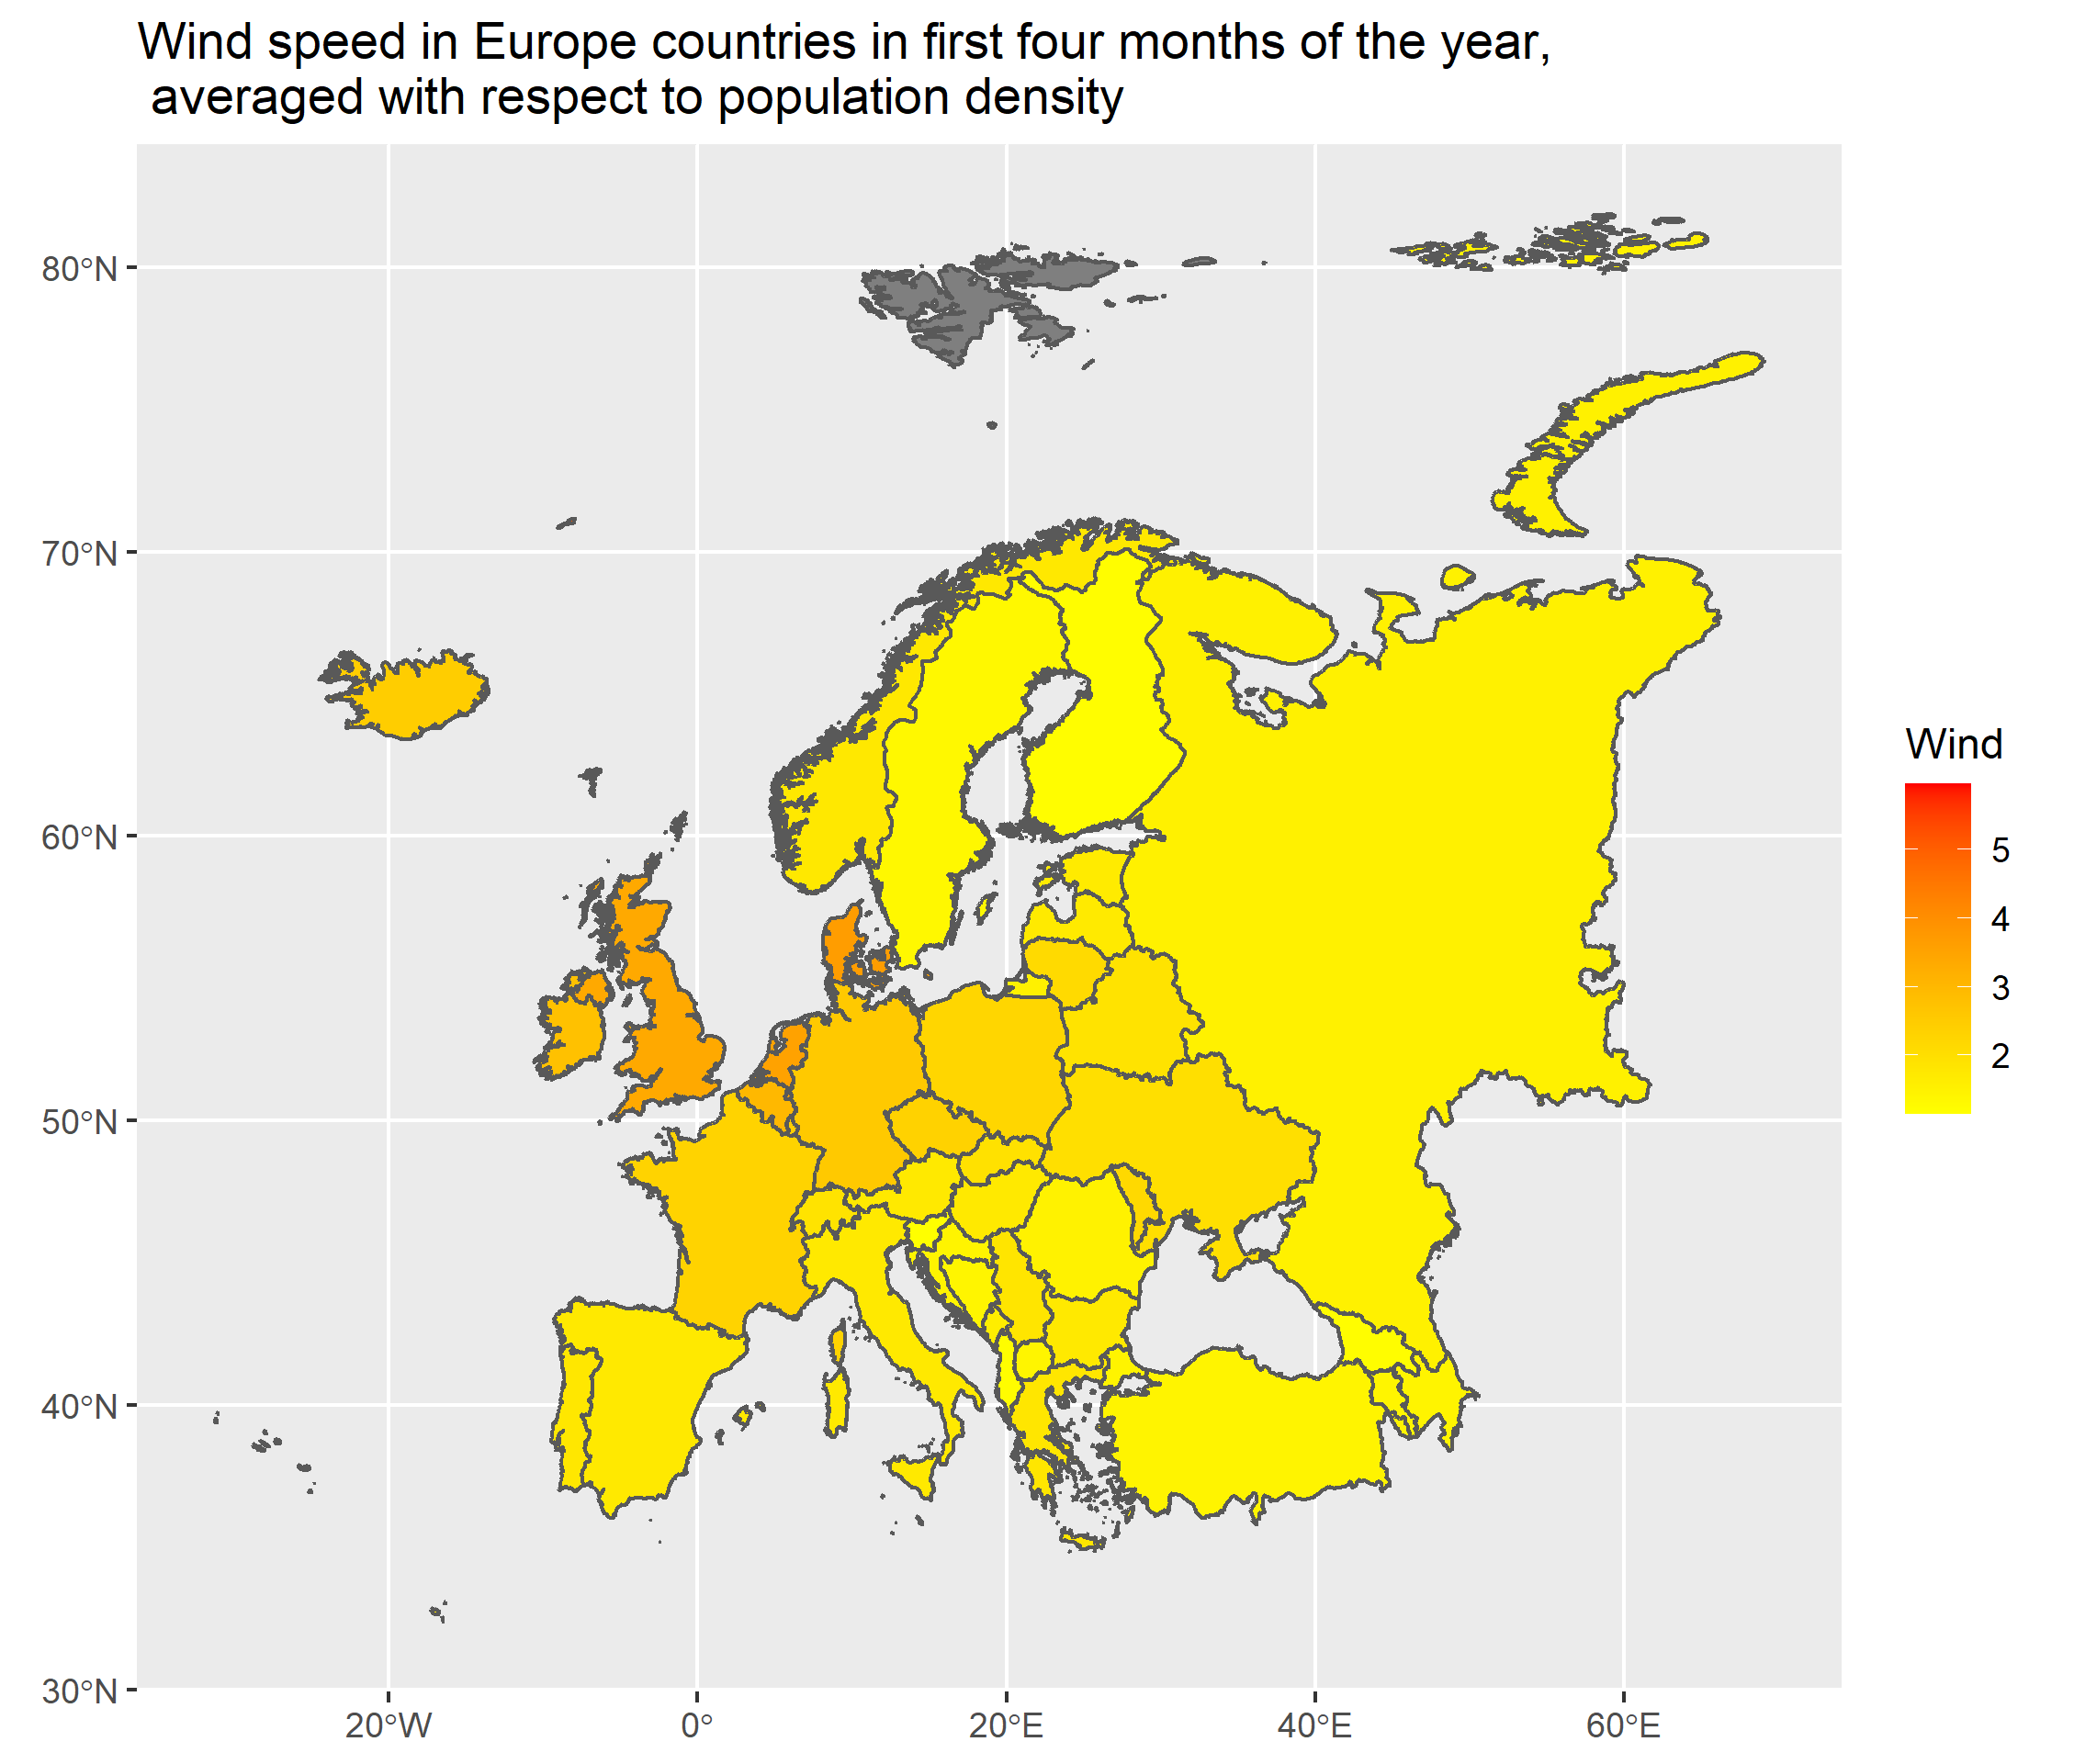 Wind speed in Europe countries in first four months of the year,
averaged with respect to population density
80°N
70°N
60°N
50°N
40°N
30°N
20°W
0°
20°E
40°E
60°E
Wind
5
4
3
2